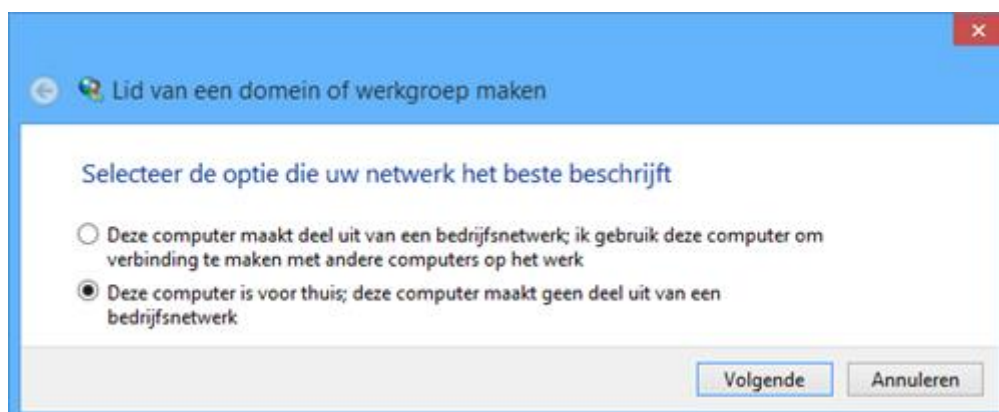 Lid van een domein of werkgroep maken
Selecteer de optie die uw netwerk het beste beschrijft
Deze computer maakt deel uit van een bedrijfsnetwerk; ik gebruik deze computer om
verbinding te maken met andere computers op het werk
Deze computer is voor thuis; deze computer maakt geen deel uit van een
bedrijfsnetwerk
Volgende
Annuleren